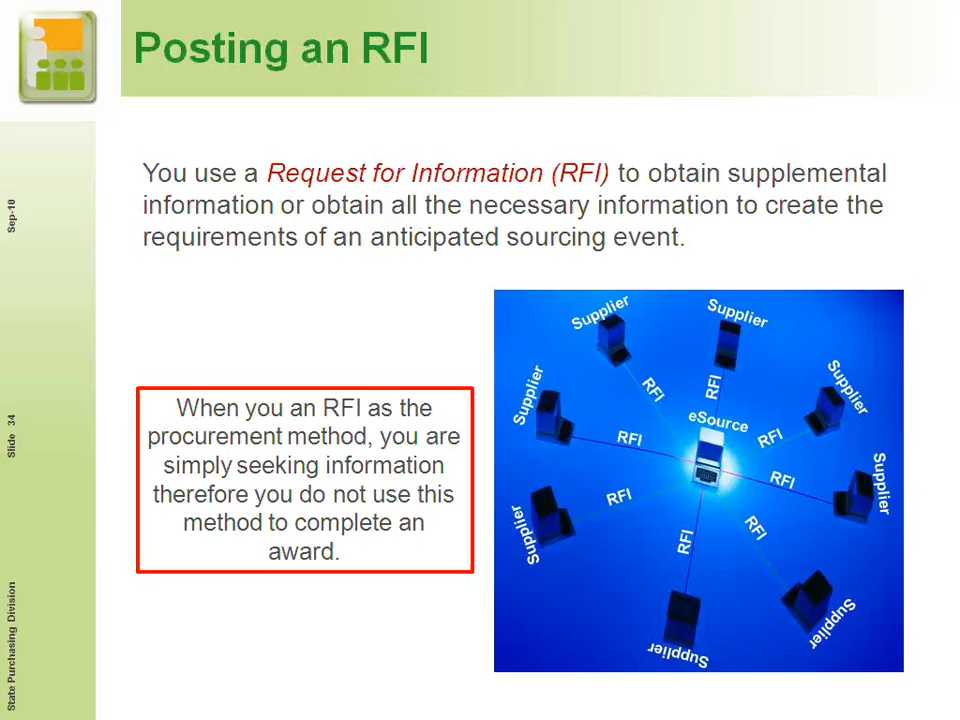 Posting an RFI
You use a Request for Information (RFI) to obtain supplemental
information or obtain all the necessary information to create the
requirements of an anticipated sourcing event.
When you an RFI as the
procurement method, you are
simply seeking information
therefore you do not use this
method to complete an
award.
Supplier
Supplier
Supplier
Supplier
Supplier
Supplier
Supplier
Supplier
eSource
RFI
RFI
RFI
RFI
RFI
RFI
RFI
RFI
Sep-10
Slide 34
State Purchasing Division